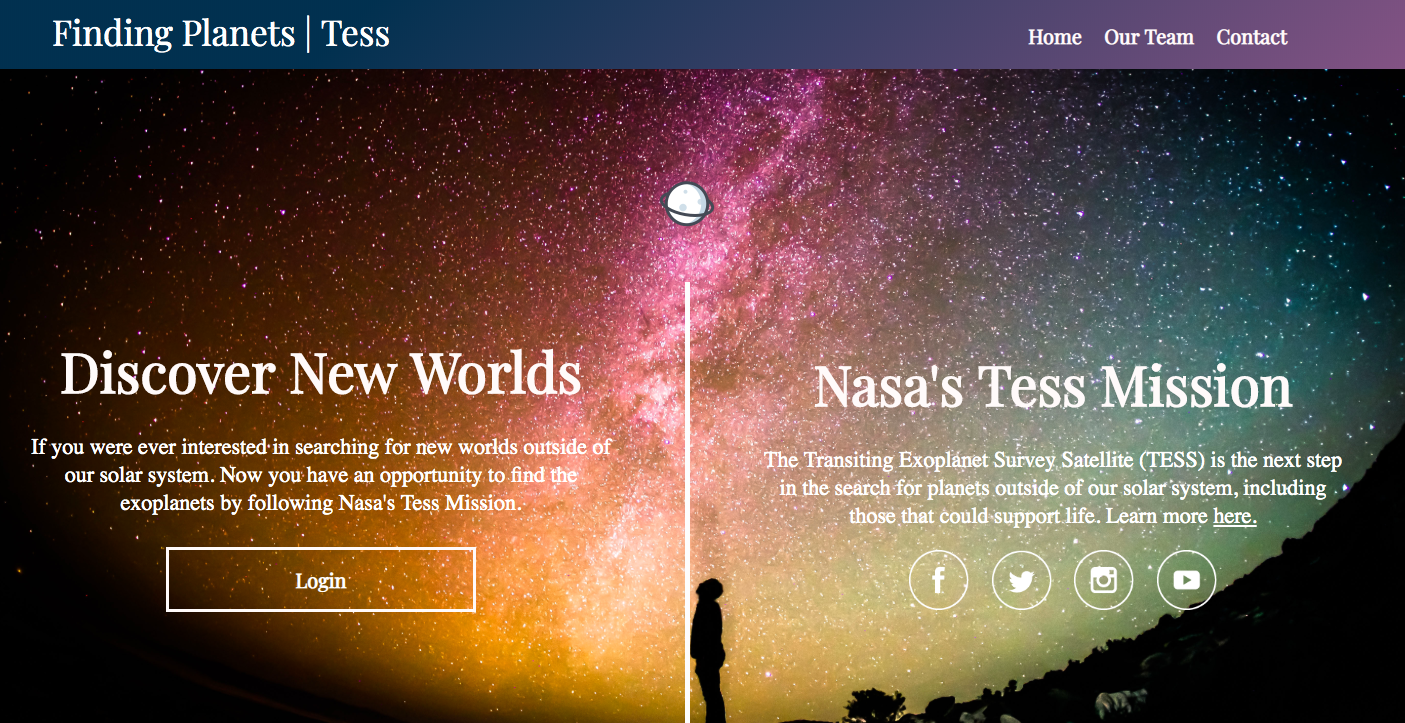 Finding Planets | Tess
Home Our Team Contact
Discover New Worlds
If you were ever interested in searching for new worlds outside of
our solar system. Now you have an opportunity to find the
exoplanets by following Nasa's Tess Mission.
Login
Nasa's Tess Mission
The Transiting Exoplanet Survey Satellite (TESS) is the next step
in the search for planets outside of our solar system, including
those that could support life. Learn more here.